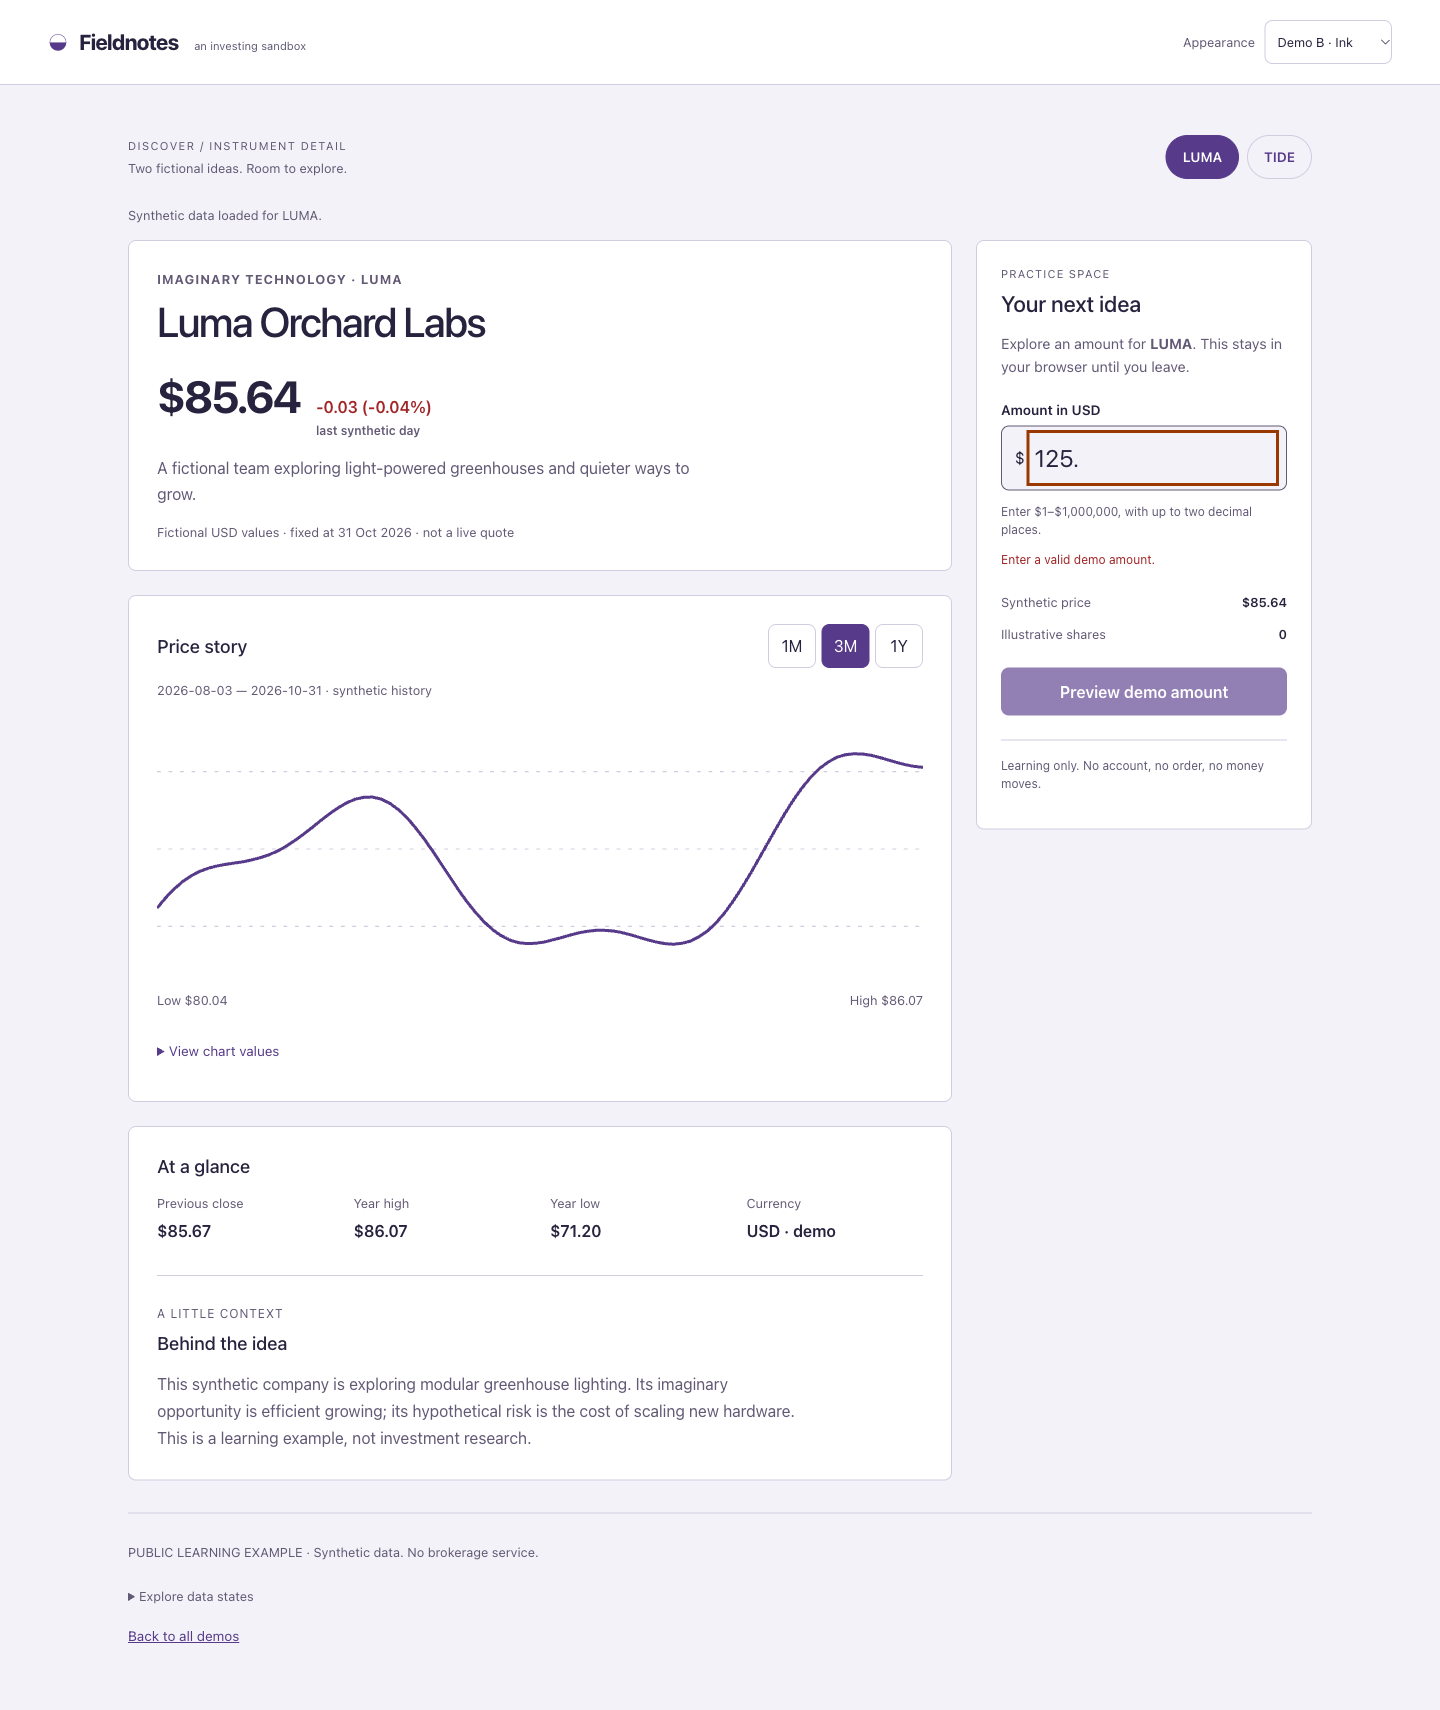 Fieldnotes
an investing sandbox
Appearance
Demo B · Ink
DISCOVER / INSTRUMENT DETAIL
Two fictional ideas. Room to explore.
LUMA
TIDE
Synthetic data loaded for LUMA.
IMAGINARY TECHNOLOGY · LUMA
Luma Orchard Labs
$85.64
-0.03 (-0.04%)
last synthetic day
A fictional team exploring light-powered greenhouses and quieter ways to
grow.
Fictional USD values · fixed at 31 Oct 2026 · not a live quote
PRACTICE SPACE
Your next idea
Explore an amount for LUMA. This stays in
your browser until you leave.
Amount in USD
$ 125.
Enter $1–$1,000,000, with up to two decimal
places.
Enter a valid demo amount.
Synthetic price $85.64
Illustrative shares 0
Preview demo amount
Learning only. No account, no order, no money
moves.
Price story
1M 3M 1Y
2026-08-03 — 2026-10-31 · synthetic history
Low $80.04
High $86.07
View chart values
At a glance
Previous close Year high Year low Currency
$85.67 $86.07 $71.20 USD · demo
A LITTLE CONTEXT
Behind the idea
This synthetic company is exploring modular greenhouse lighting. Its imaginary
opportunity is efficient growing; its hypothetical risk is the cost of scaling new hardware.
This is a learning example, not investment research.
PUBLIC LEARNING EXAMPLE · Synthetic data. No brokerage service.
Explore data states
Back to all demos